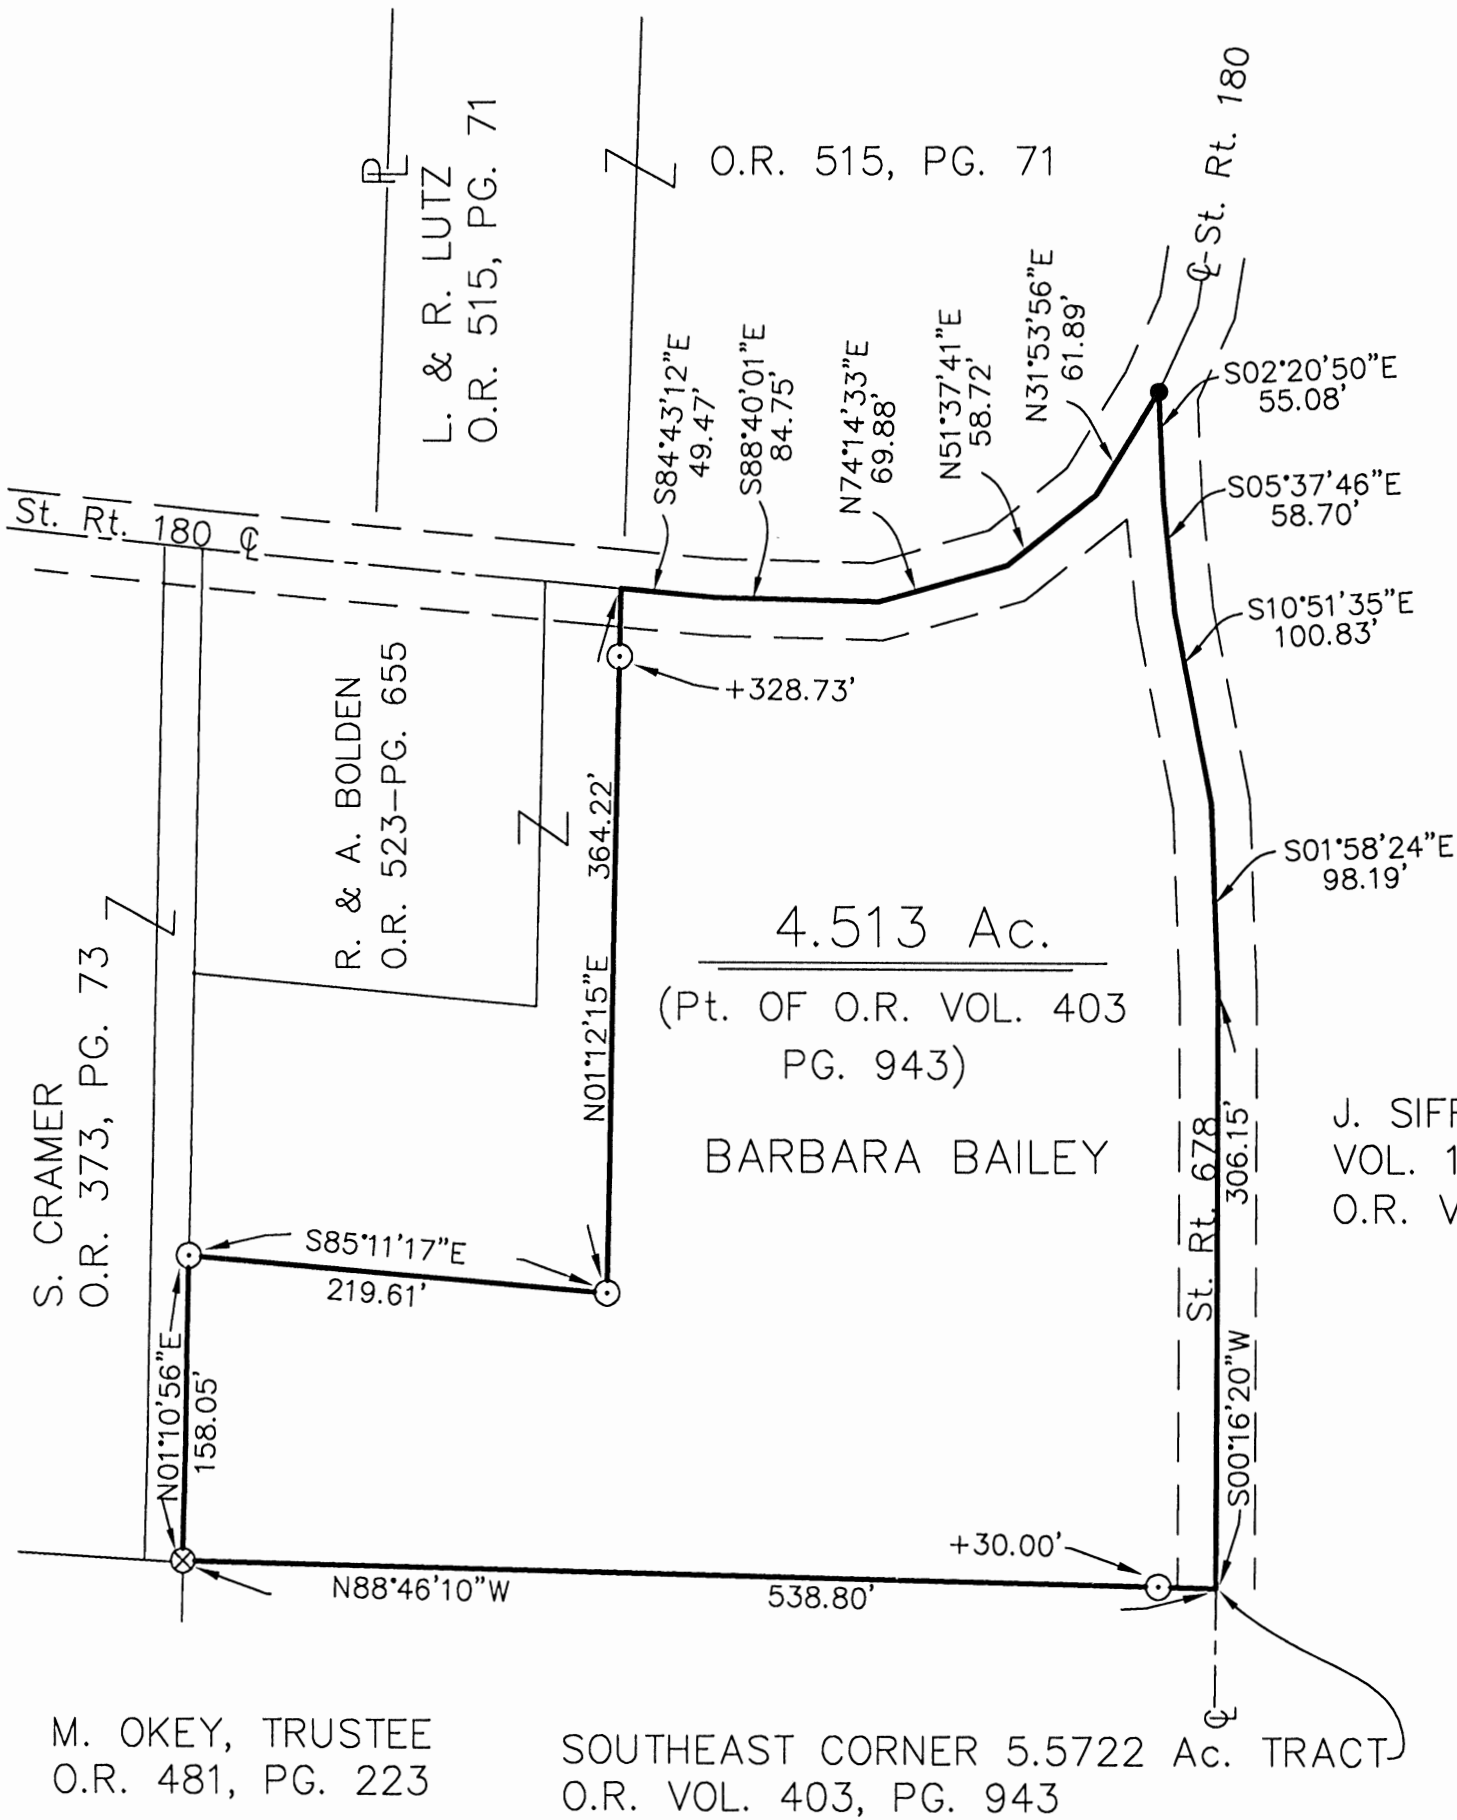 St. Rt. 180
L. & R. LUTZ
O.R. 515, PG. 71
O.R. 515, PG. 71
S84°43'12"E
49.47'
S88°40'01"E
84.75'
N74°14'33"E
69.88'
N51°37'41"E
58.72'
N31°53'56"E
61.89'
S02°20'50"E
55.08'
S05°37'46"E
58.70'
S10°51'35"E
100.83'
S01°58'24"E
98.19'
St. Rt. 180
+328.73'
R. & A. BOLDEN
O.R. 523-PG. 655
364.22'
N01°12'15"E
4.513 Ac.
(Pt. OF O.R. VOL. 403
PG. 943)
BARBARA BAILEY
S. CRAMER
O.R. 373, PG. 73
St. Rt. 678
306.15'
S00°16'20"W
J. SIF
VOL. 1
O.R. V
S85°11'17"E
219.61'
N01°10'56"E
158.05'
+30.00'
N88°46'10"W
538.80'
M. OKEY, TRUSTEE
O.R. 481, PG. 223
SOUTHEAST CORNER 5.5722 Ac. TRACT
O.R. VOL. 403, PG. 943